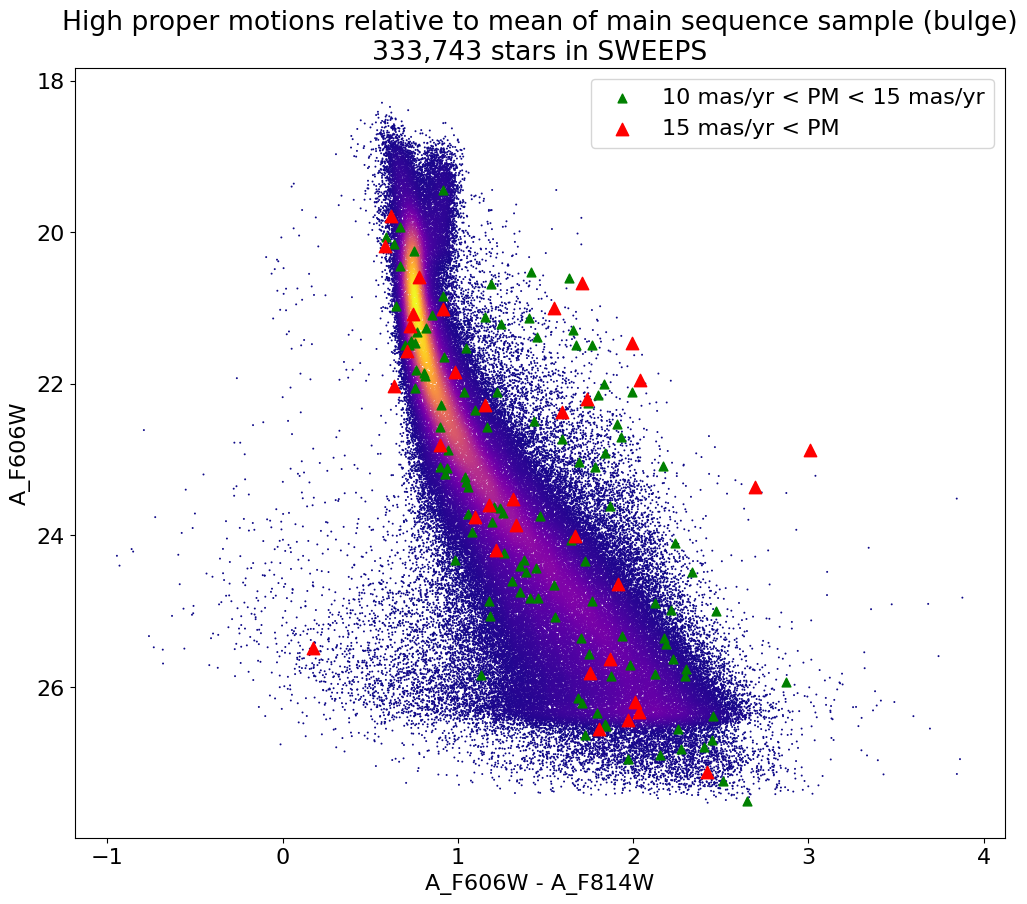 High proper motions relative to mean of main sequence sample (bulge)
333,743 stars in SWEEPS
10 mas/yr < PM < 15 mas/yr
15 mas/yr < PM
18
20
22
24
26
A_F606W
−1
0
1
2
3
4
A_F606W - A_F814W